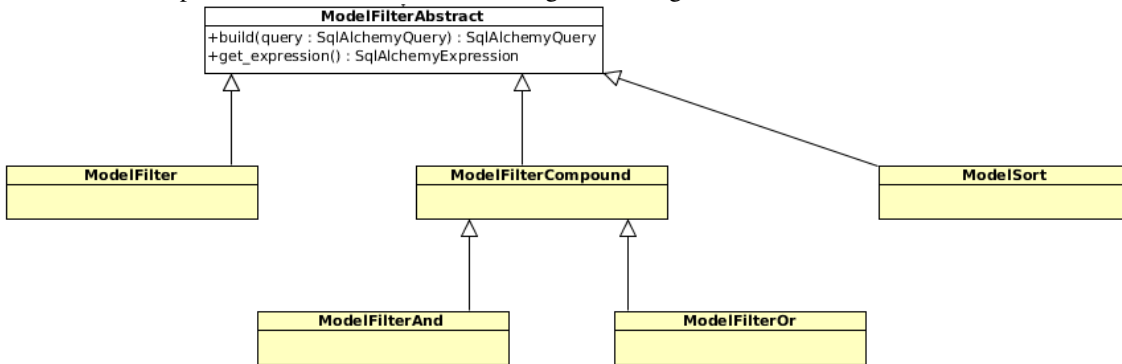 ModelFilterAbstract
+build(query : SqlAlchemyQuery) : SqlAlchemyQuery
+get_expression() : SqlAlchemyExpression
ModelFilter
ModelFilterCompound
ModelSort
ModelFilterAnd
ModelFilterOr